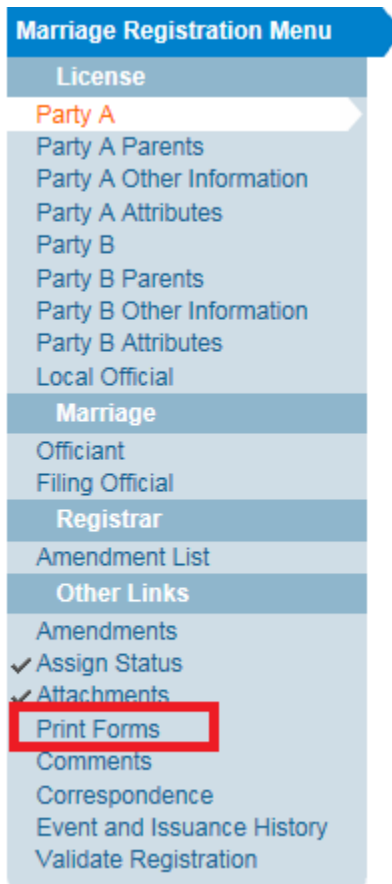 Marriage Registration Menu
License
Party A
Party A Parents
Party A Other Information
Party A Attributes
Party B
Party B Parents
Party B Other Information
Party B Attributes
Local Official
Marriage
Officiant
Filing Official
Registrar
Amendment List
Other Links
Amendments
Assign Status
Attachments
Print Forms
Comments
Correspondence
Event and Issuance History
Validate Registration